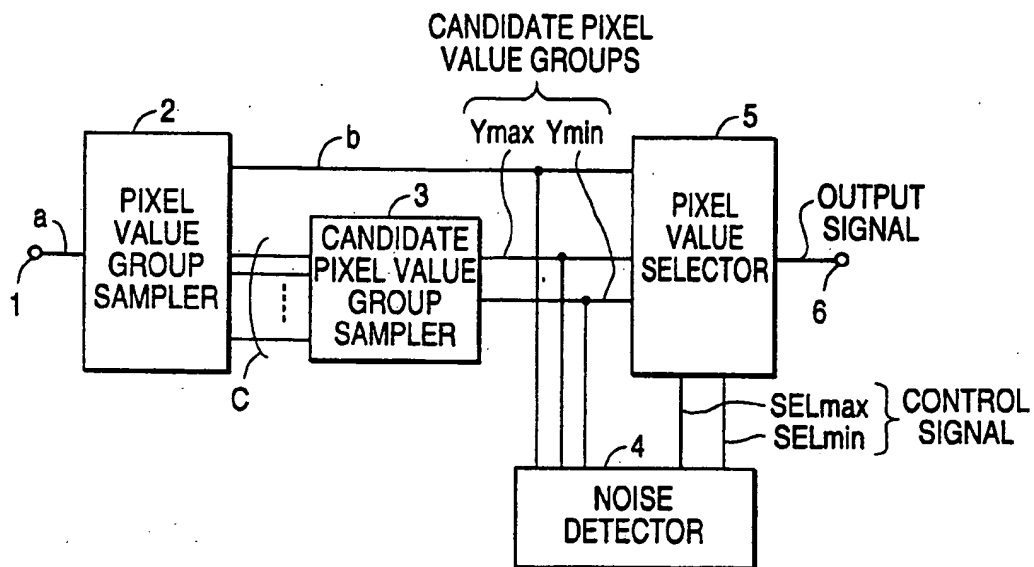 CANDIDATE PIXEL
VALUE GROUPS
Ymax Ymin
2
b
5
PIXEL
VALUE
GROUP
SAMPLER
a
1
3
CANDIDATE
PIXEL VALUE
GROUP
SAMPLER
C
PIXEL
VALUE
SELECTOR
OUTPUT
SIGNAL
6
SELmax
SELmin
CONTROL
SIGNAL
4
NOISE
DETECTOR